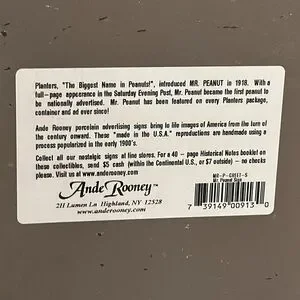 Planters, "The Biggest Name in Peanuts!", introduced MR. PEANUT in 1916. With a
full-page appearence in the Saturday Evening Post, Mr. Peanut became the first peanut to
be nationally advertised. Mr. Peanut has been featured on every Planters package,
container and ad ever since!
Ande Rooney porcelain advertising signs bring to life images of America from the turn
of the century onward. These "made in the U.S.A." reproductions are handmade using a
process popularized in the early 1900's.
Collect all our nostalgic signs at fine stores. For a 40 - page Historical Notes booklet on
these collectibles, send $5 cash (within the Continental U.S., or $7 outside) - no checks
please. Visit us at www.anderooney.com
Ande Rooney™
211 Lumen Ln Highland, NY 12528
www.anderooney.com
MR-P-CRSIT-S
Mr. Peanut Sign
7 39149 00913 0